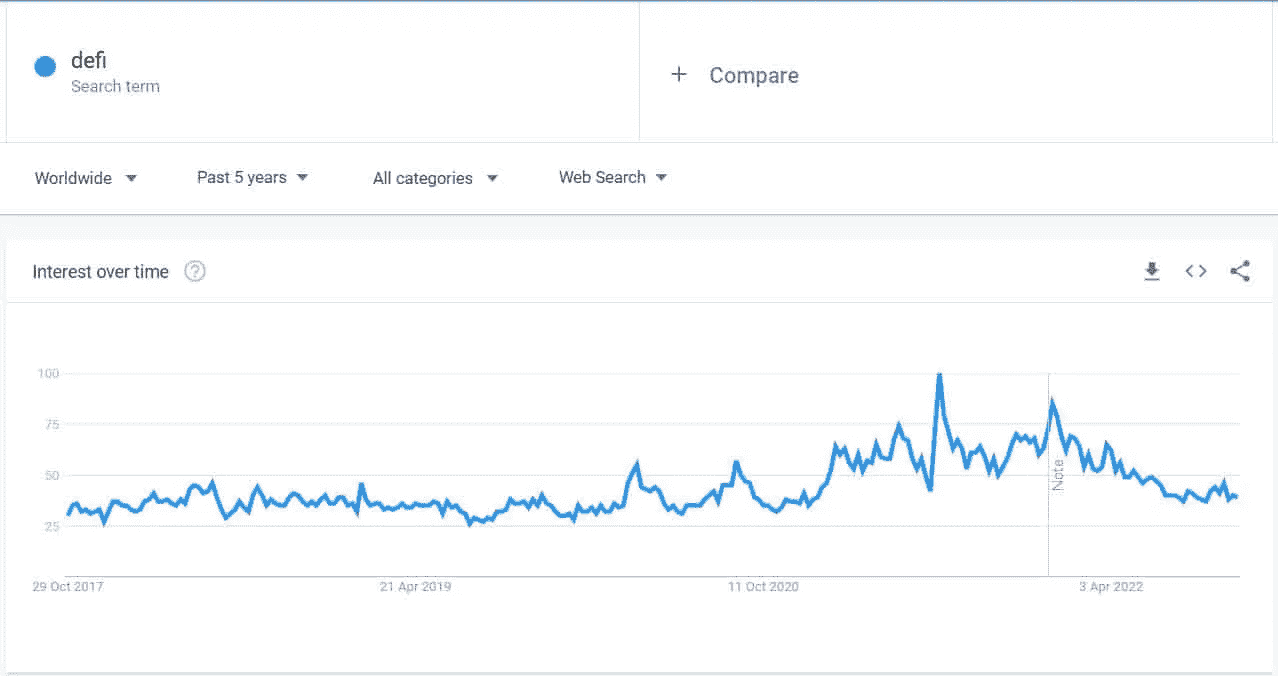 defi
Search term
+ Compare
Worldwide
Past 5 years
All categories
Web Search
Interest over time ?
100
75
50
25
Note
29 Oct 2017
21 Apr 2019
11 Oct 2020
3 Apr 2022